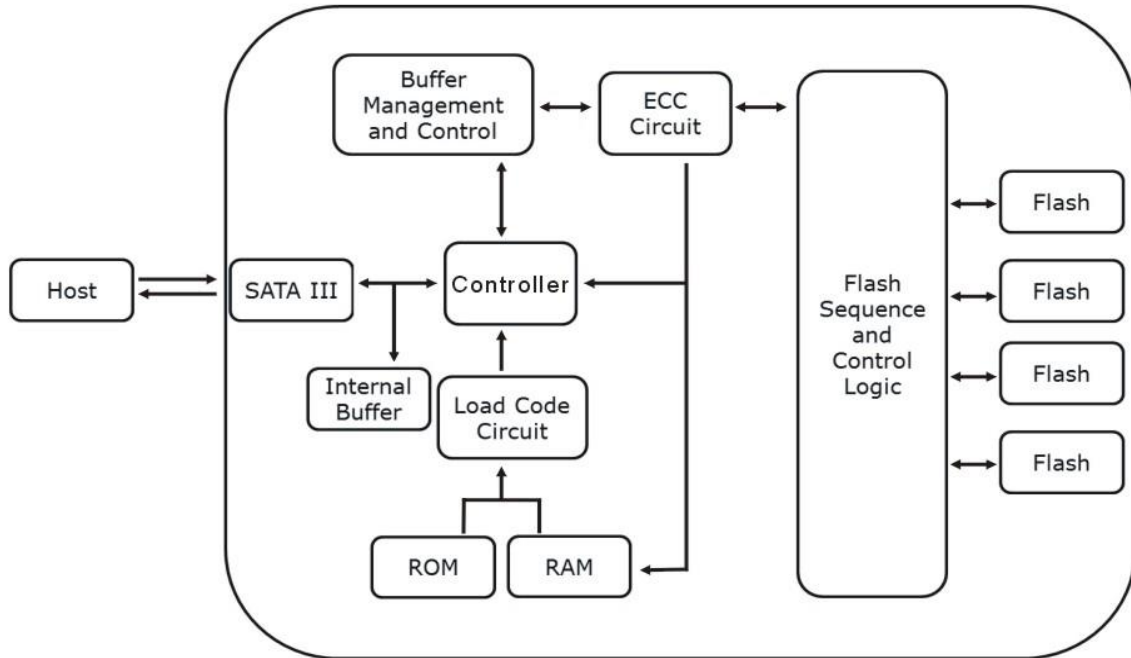 Buffer
Management
and Control
ECC
Circuit
Flash
Host
SATA III
Controller
Flash
Sequence
and
Control
Logic
Flash
Internal
Buffer
Load Code
Circuit
Flash
Flash
ROM
RAM